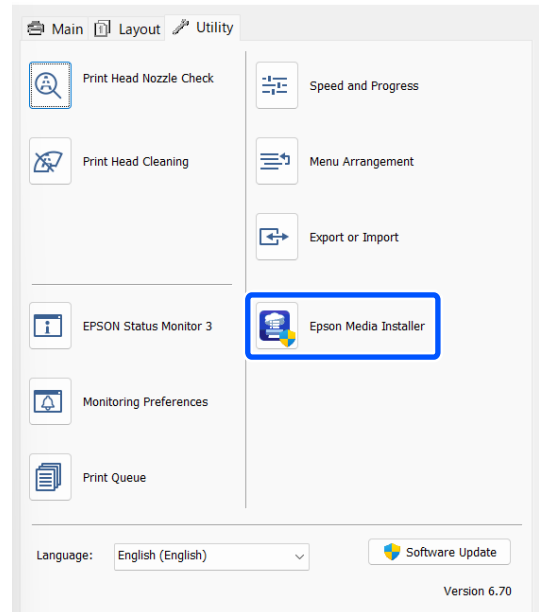 Main Layout Utility
Print Head Nozzle Check
Speed and Progress
Print Head Cleaning
Menu Arrangement
Export or Import
EPSON Status Monitor 3
Epson Media Installer
Monitoring Preferences
Print Queue
Language: English (English)
Software Update
Version 6.70